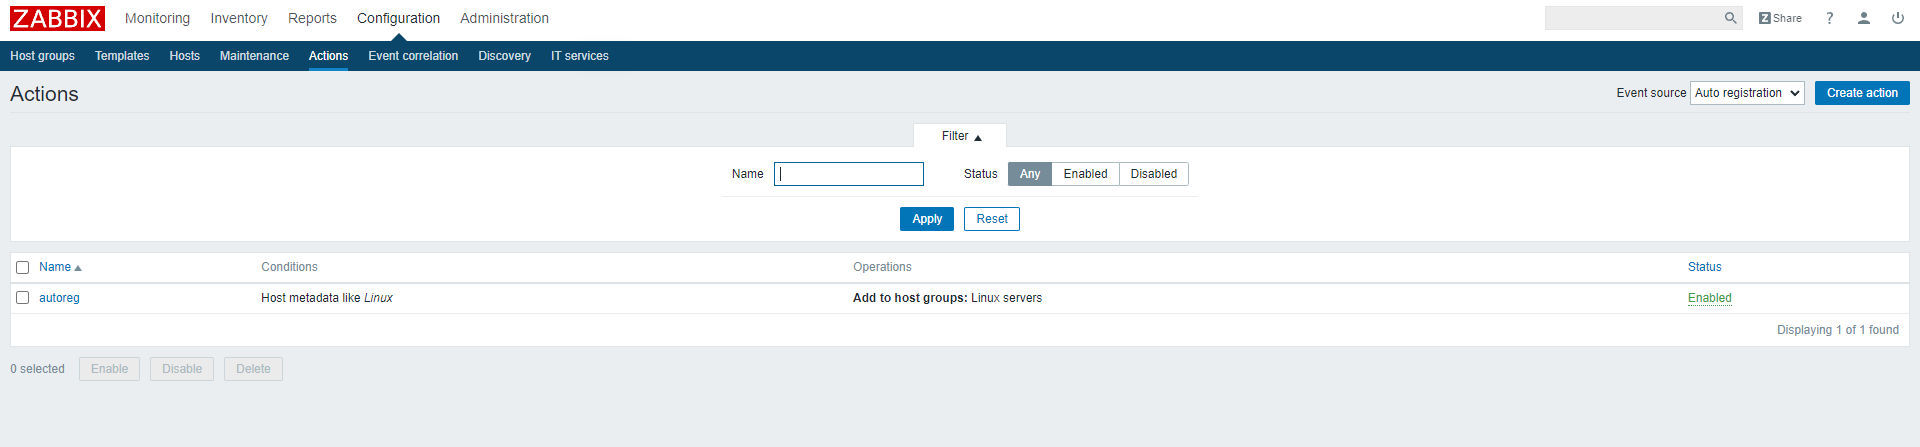 ZABBIX Monitoring Inventory Reports Configuration Administration Z Share ?
Host groups Templates Hosts Maintenance Actions Event correlation Discovery IT services
Actions Event source Auto registration Create action
Filter ▲
Name Status Any Enabled Disabled
Apply Reset
Name ▲ Conditions Operations Status
autoreg Host metadata like Linux Add to host groups: Linux servers Enabled
Displaying 1 of 1 found
0 selected Enable Disable Delete